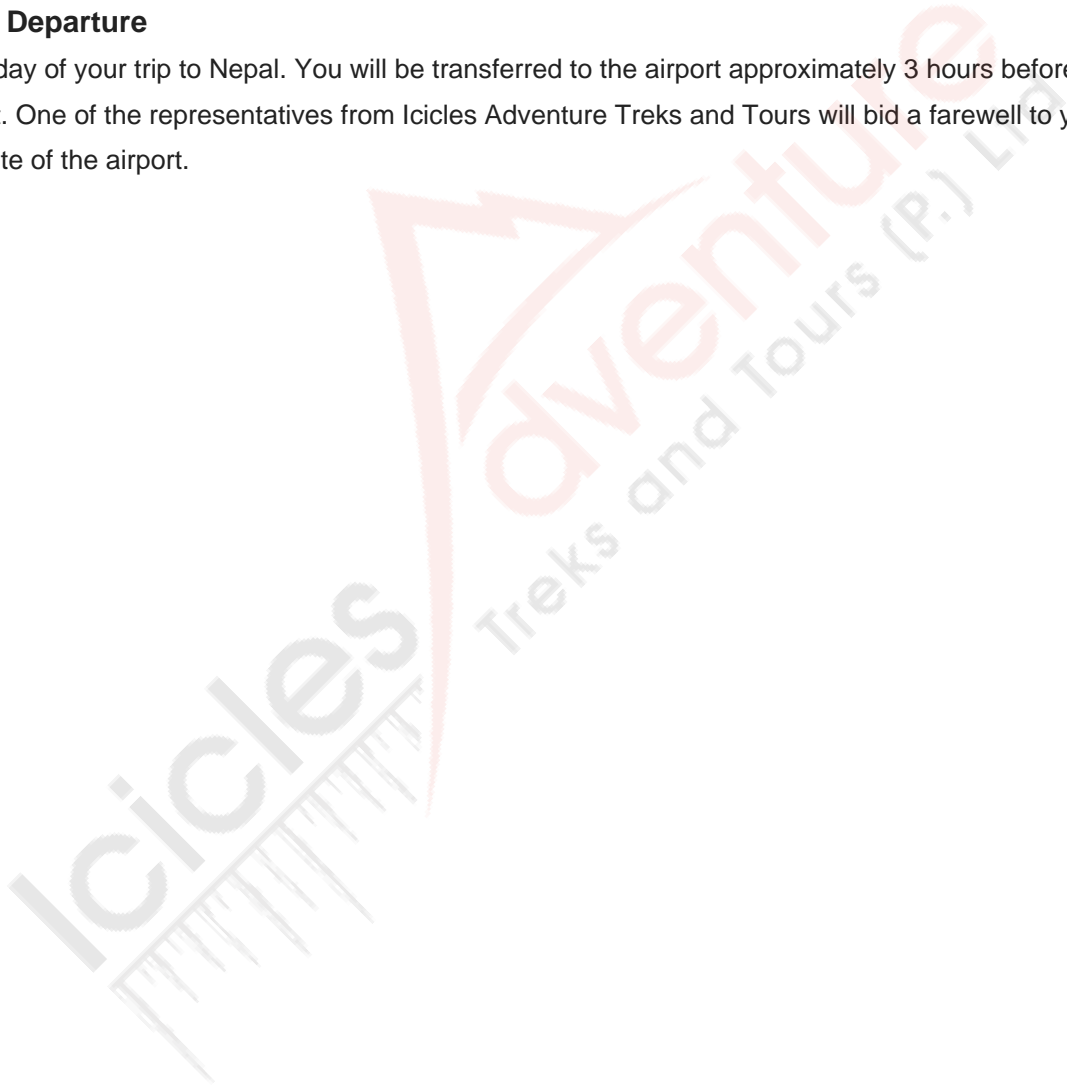 Departure
day of your trip to Nepal. You will be transferred to the airport approximately 3 hours before
. One of the representatives from Icicles Adventure Treks and Tours will bid a farewell to y
te of the airport.
Icicles
dventure
Treks and Tours (P.) Ltd